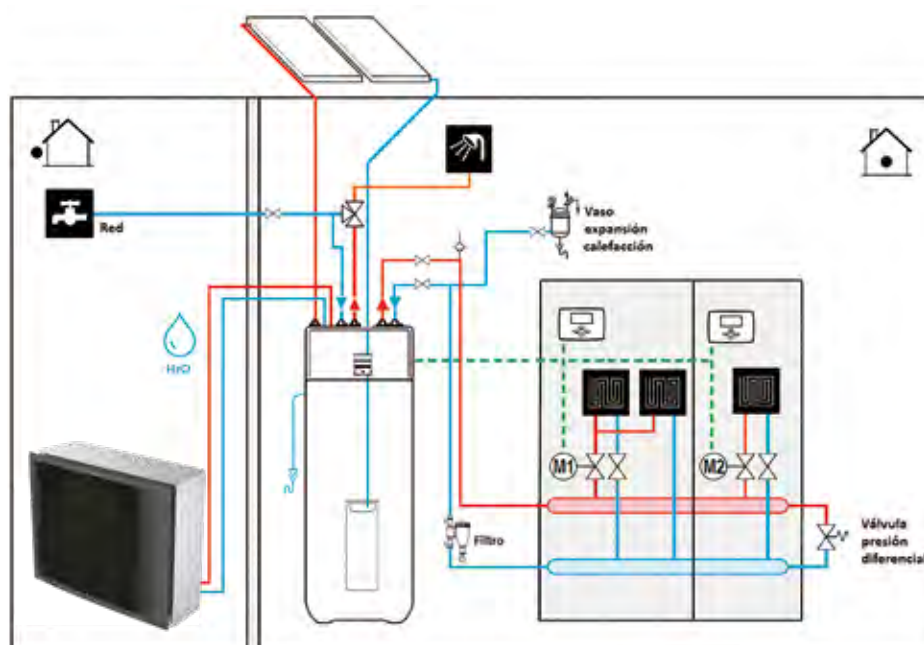 Red
Vaso
expansión
calefacción
H₂O
M1
M2
Filtro
Válvula
presión
diferencial